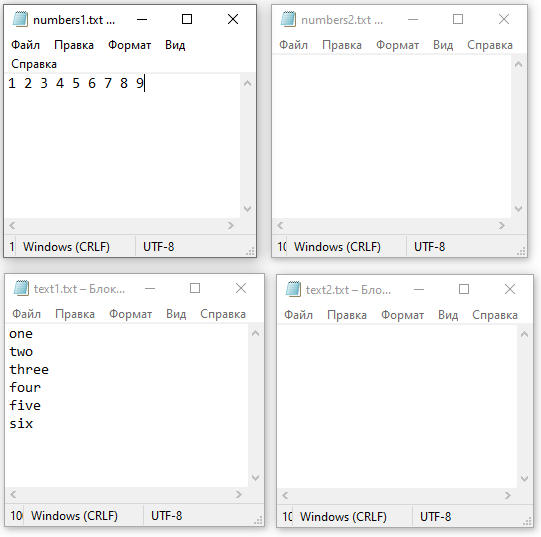 numbers1.txt ...
Файл Правка Формат Вид
Справка
1 2 3 4 5 6 7 8 9
1 Windows (CRLF) UTF-8
numbers2.txt ...
Файл Правка Формат Вид Справка
10 Windows (CRLF) UTF-8
text1.txt – Блок...
Файл Правка Формат Вид Справка
one
two
three
four
five
six
10 Windows (CRLF) UTF-8
text2.txt – Бло...
Файл Правка Формат Вид Справка
10 Windows (CRLF) UTF-8